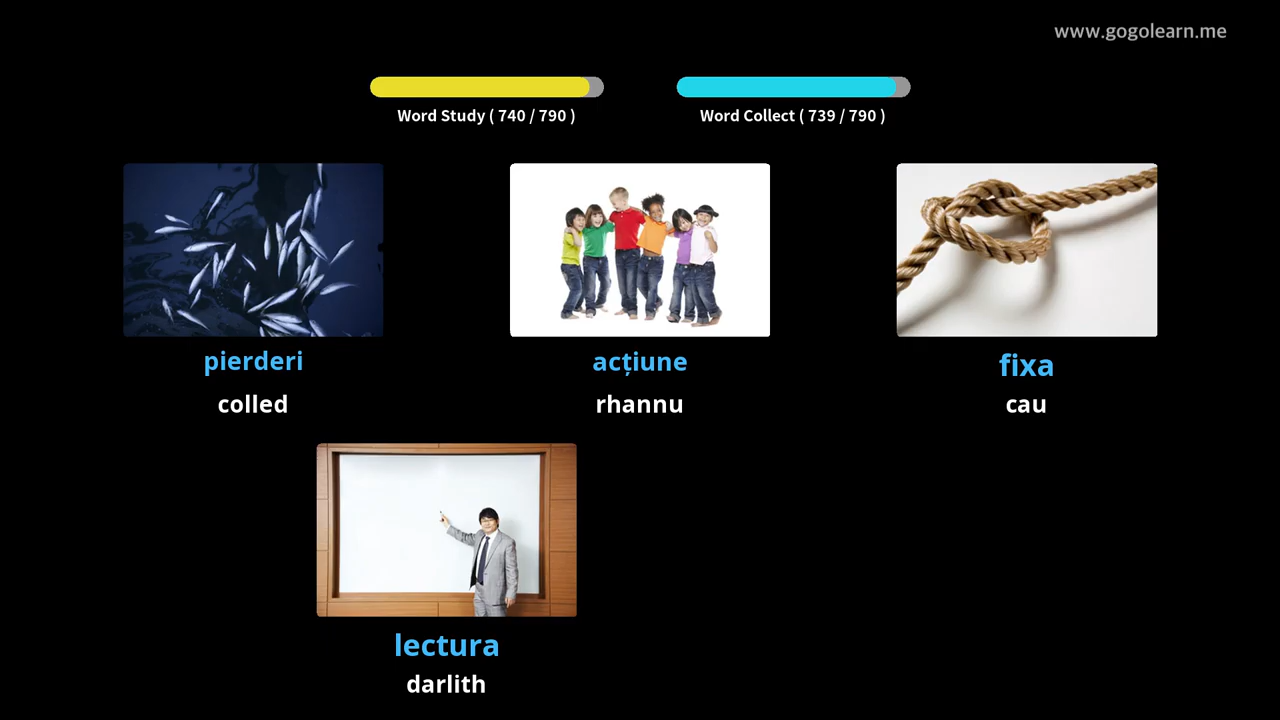 www.gogolearn.me
Word Study ( 740 / 790 )
Word Collect ( 739 / 790 )
pierderi
acțiune
fixa
colled
rhannu
cau
lectura
darlith